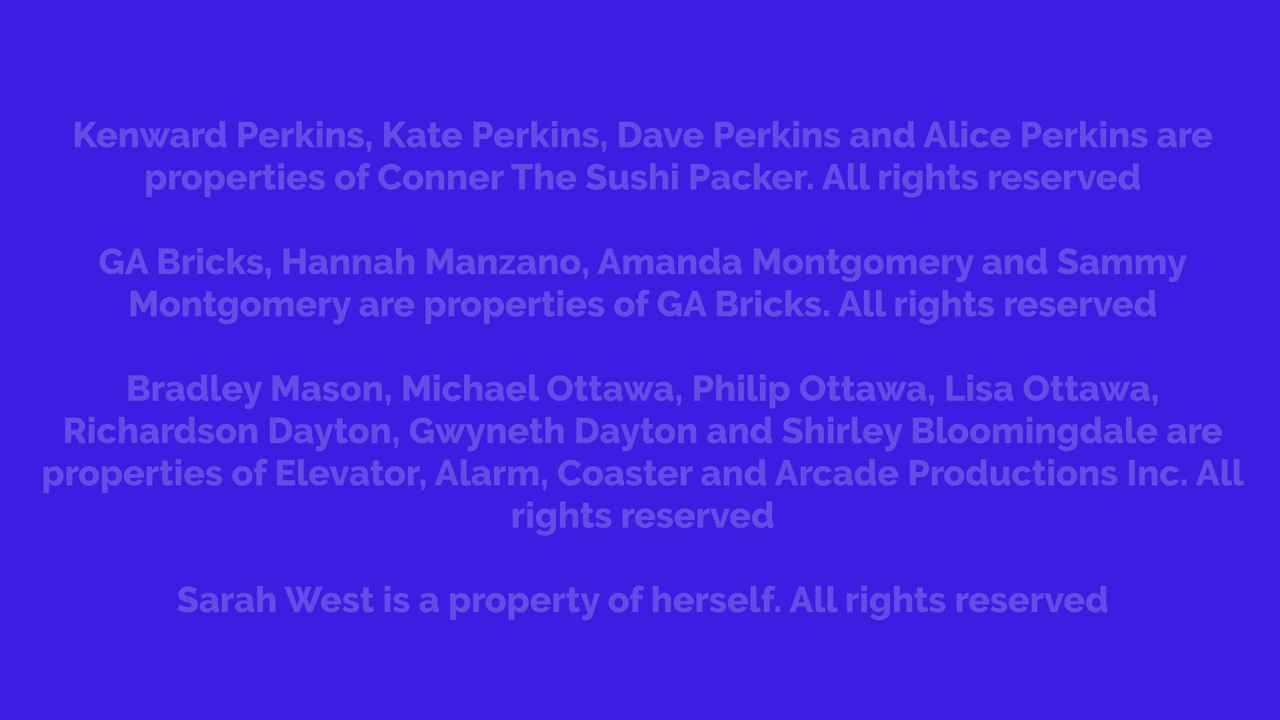 Kenward Perkins, Kate Perkins, Dave Perkins and Alice Perkins are
properties of Conner The Sushi Packer. All rights reserved
GA Bricks, Hannah Manzano, Amanda Montgomery and Sammy
Montgomery are properties of GA Bricks. All rights reserved
Bradley Mason, Michael Ottawa, Philip Ottawa, Lisa Ottawa,
Richardson Dayton, Gwyneth Dayton and Shirley Bloomingdale are
properties of Elevator, Alarm, Coaster and Arcade Productions Inc. All
rights reserved
Sarah West is a property of herself. All rights reserved